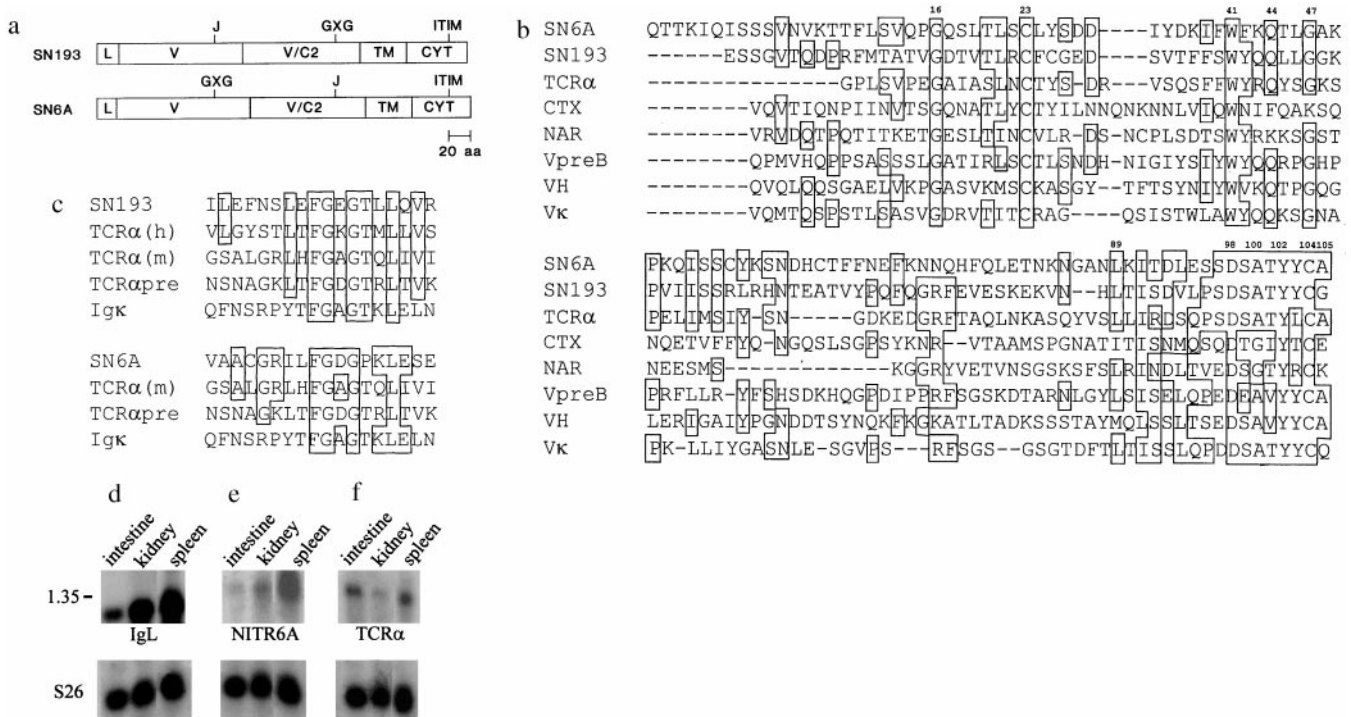 a
J GXG ITIM
SN193 L V V/C2 TM CYT
GXG J ITIM
SN6A L V V/C2 TM CYT
20 aa
b
16 23 41 44 47
SN6A QTTKIQISSSVNVKTTFLSVQPGQSLTLSCLYSDD----IYDKIFWFKQTLGAK
SN193 ------ESSGVTQDPRFMTATVGDTVTLRCFCGED----SVTFFSWYQQLLGGK
TCRα ---------------GPLSVPEGAIASLNCTYS-DR---VSQSFFWYRQYSGKS
CTX --------VQVTIQNPIINVTSGQNATLYCTYILNNQNKNNLVIQWNIFQAKSQ
NAR --------VRVDQTPQTITKETGESLTINCVLR-DS-NCPLSDTSWYRKKSGST
VpreB --------QPMVHQPPSASSSLGATIRLSCTLSNDH-NIGIYSIYWYQQRPGHP
VH --------QVQLQQSGAELVKPGASVKMSCKASGY---TFTSYNIYWVKQTPGQG
Vκ --------VQMTQSPSTLSASVGDRVTITCRAG-----QSISTWLAWYQQKSGNA
89 98 100 102 104105
SN6A PKQISSCYKSNDHCTFFNEFKNNQHFQLETNKNGANLKITDLESSDSATYYCA
SN193 PVIISSRLRHNTEATVYPQFQGRFEVESKEKVN--HLTISDVLPSDSATYYCG
TCRα PELIMSIY-SN----GDKEDGRFTAQLNKASQYVSLLIRDSQPSDSATYLCA
CTX NQETVFFYQ-NGQSLSGPSYKNR--VTAAMSPGNATITISNMQSQDTGIYTCE
NAR NEESMS----------KGGRYVETVNSGSKSFSLRINDLTVEDSGTYRCK
VpreB PRFLLR-YFSHSDKHQGPDIPPRFSGSKDTARNLGYLSISELQPEDEAVYYCA
VH LERIGAIYPGNDDTSYNQKFKGKATLTADKSSSTAYMQLSSLTSEDSAVYYCA
Vκ PK-LLIYGASNLE-SGVPS---RFSGS--GSGTDFTLTISSLQPDDSATYYCQ
c
SN193 ILEFNSLEFGEGTLLQVR
TCRα(h) VLGYSTLTFGKGTMLLVS
TCRα(m) GSALGRLHFGAGTQLIVI
TCRαpre NSNAGKLTFGDGTRLTVK
Igκ QFNSRPYTFGAGTKLELN
SN6A VAACGRILFGDGPKLESE
TCRα(m) GSALGRLHFGAGTQLIVI
TCRαpre NSNAGKLTFGDGTRLTVK
Igκ QFNSRPYTFGAGTKLELN
d e f
intestine kidney spleen intestine kidney spleen intestine kidney spleen
1.35 –
IgL NITR6A TCRα
S26